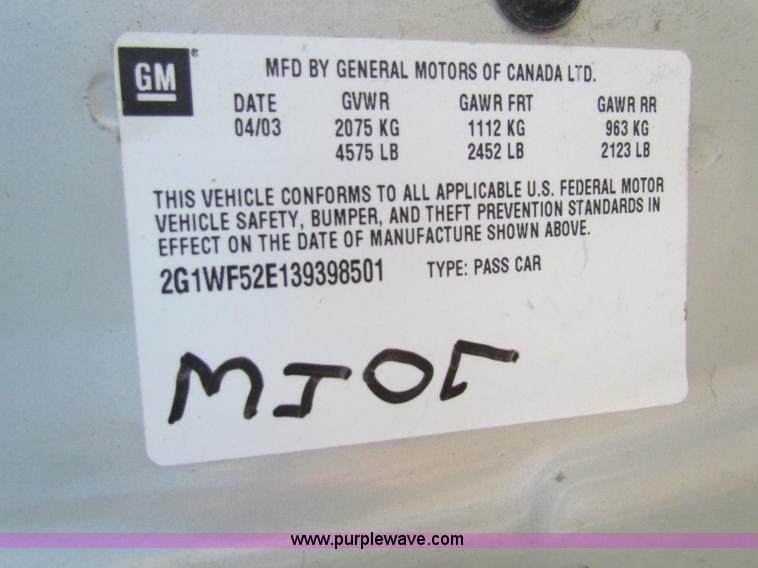 GM
MFD BY GENERAL MOTORS OF CANADA LTD.
DATE GVWR GAWR FRT GAWR RR
04/03 2075 KG 1112 KG 963 KG
4575 LB 2452 LB 2123 LB
THIS VEHICLE CONFORMS TO ALL APPLICABLE U.S. FEDERAL MOTOR
VEHICLE SAFETY, BUMPER, AND THEFT PREVENTION STANDARDS IN
EFFECT ON THE DATE OF MANUFACTURE SHOWN ABOVE.
2G1WF52E139398501 TYPE: PASS CAR
www.purplewave.com